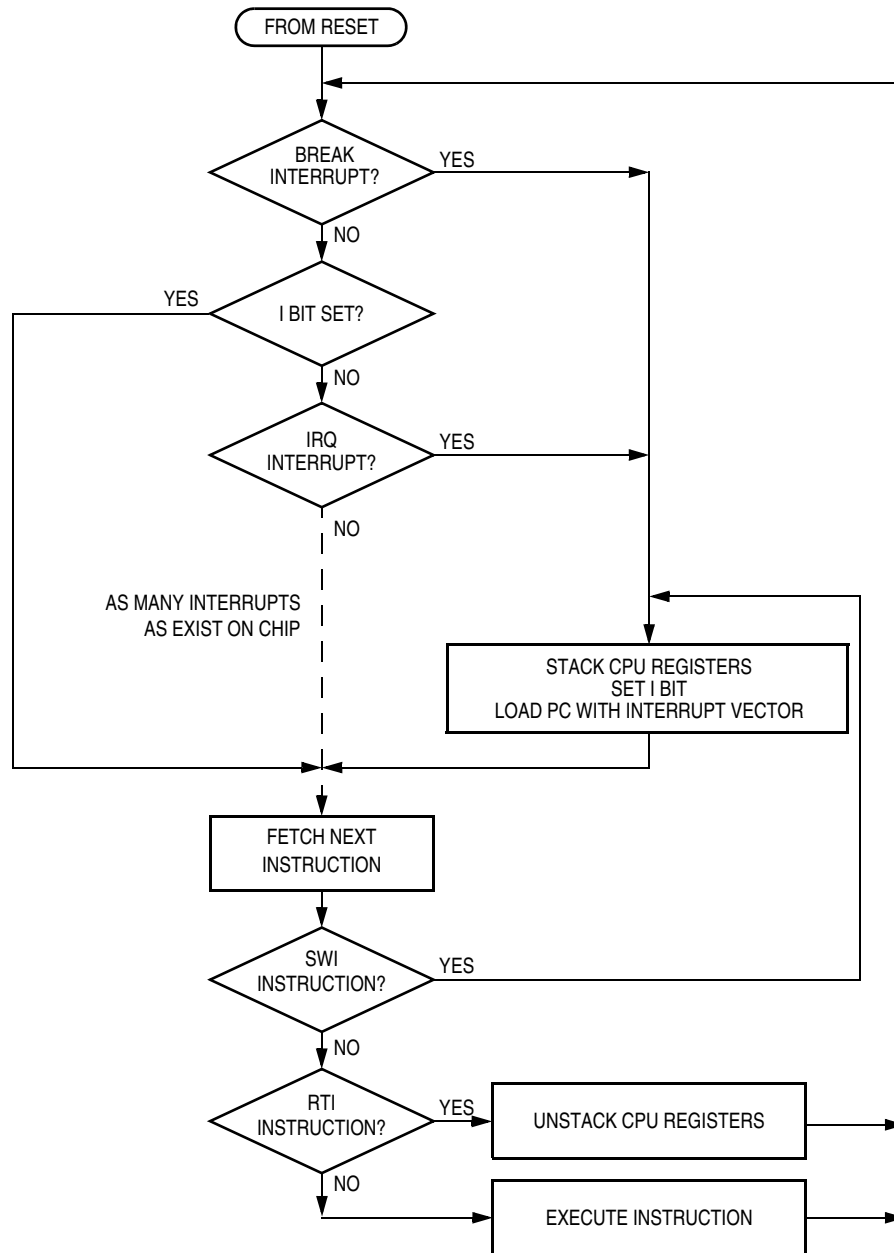 FROM RESET
BREAK
INTERRUPT?
YES
NO
YES
I BIT SET?
NO
IRQ
INTERRUPT?
YES
NO
AS MANY INTERRUPTS
AS EXIST ON CHIP
STACK CPU REGISTERS
SET I BIT
LOAD PC WITH INTERRUPT VECTOR
FETCH NEXT
INSTRUCTION
SWI
INSTRUCTION?
YES
NO
RTI
INSTRUCTION?
YES
UNSTACK CPU REGISTERS
NO
EXECUTE INSTRUCTION